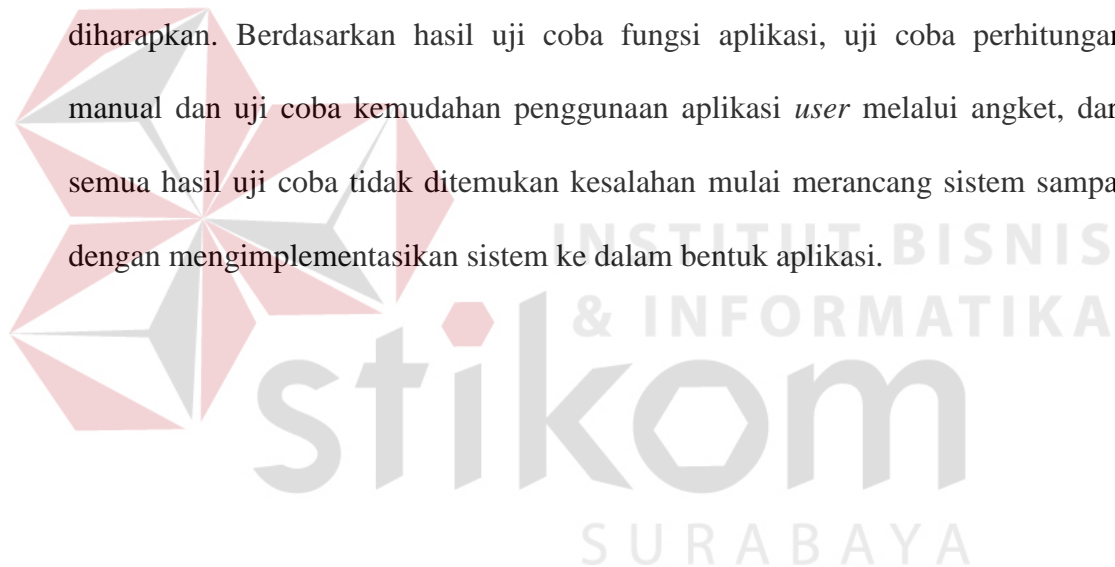 diharapkan. Berdasarkan hasil uji coba fungsi aplikasi, uji coba perhitungan
manual dan uji coba kemudahan penggunaan aplikasi user melalui angket, dari
semua hasil uji coba tidak ditemukan kesalahan mulai merancang sistem sampai
dengan mengimplementasikan sistem ke dalam bentuk aplikasi.
INSTITUT BISNIS
& INFORMATIKA
stikom
SURABAYA